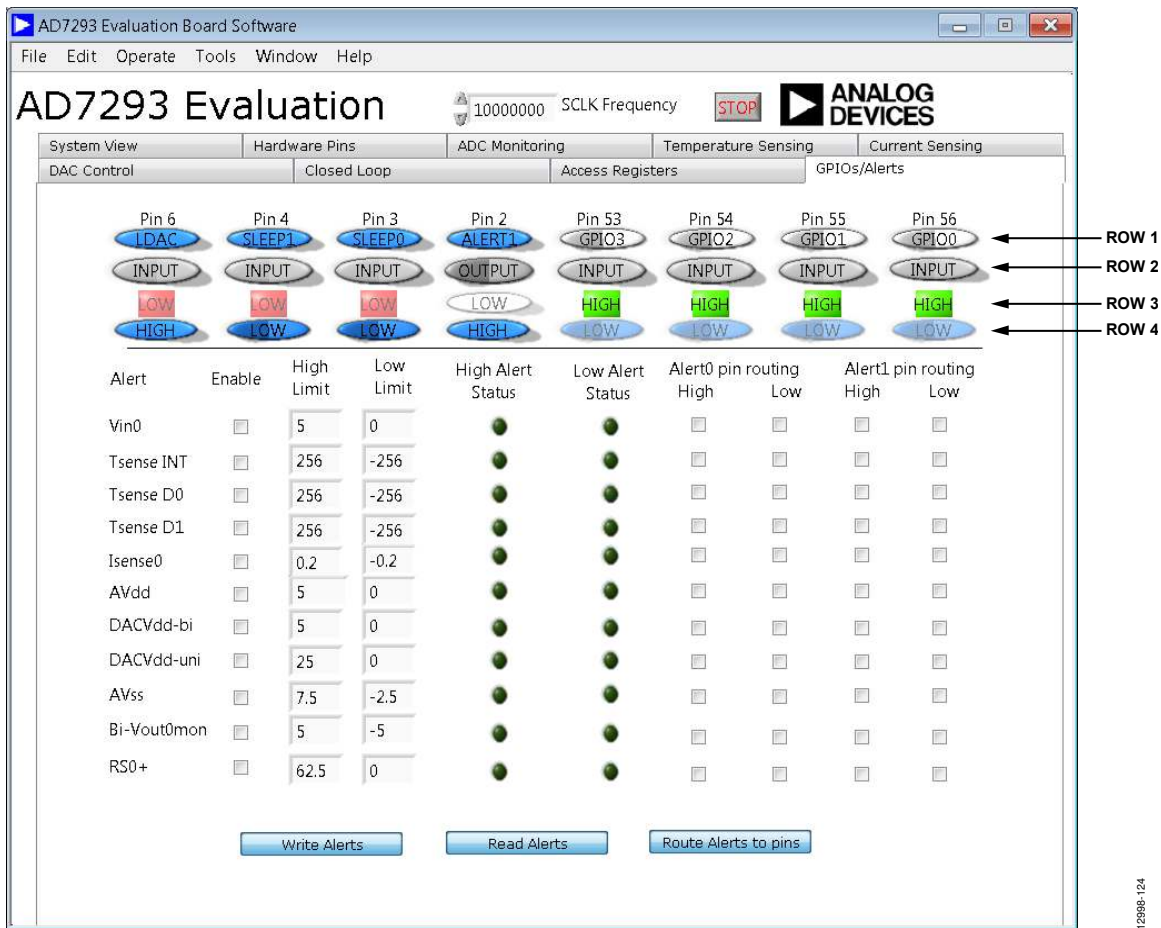 AD7293 Evaluation Board Software
File Edit Operate Tools Window Help
AD7293 Evaluation 10000000 SCLK Frequency STOP ANALOG DEVICES
System View Hardware Pins ADC Monitoring Temperature Sensing Current Sensing
DAC Control Closed Loop Access Registers GPIOs/Alerts
Pin 6 Pin 4 Pin 3 Pin 2 Pin 53 Pin 54 Pin 55 Pin 56
LDAC SLEEP1 SLEEP0 ALERT1 GPIO3 GPIO2 GPIO1 GPIO0 ROW 1
INPUT INPUT INPUT OUTPUT INPUT INPUT INPUT INPUT ROW 2
LOW LOW LOW LOW HIGH HIGH HIGH HIGH ROW 3
HIGH LOW LOW HIGH LOW LOW LOW LOW ROW 4
Alert Enable High Limit Low Limit High Alert Status Low Alert Status Alert0 pin routing High Low Alert1 pin routing High Low
Vin0 5 0
Tsense INT 256 -256
Tsense D0 256 -256
Tsense D1 256 -256
Isense0 0.2 -0.2
AVdd 5 0
DACVdd-bi 5 0
DACVdd-uni 25 0
AVss 7.5 -2.5
Bi-Vout0mon 5 -5
RS0+ 62.5 0
Write Alerts Read Alerts Route Alerts to pins
12998-124